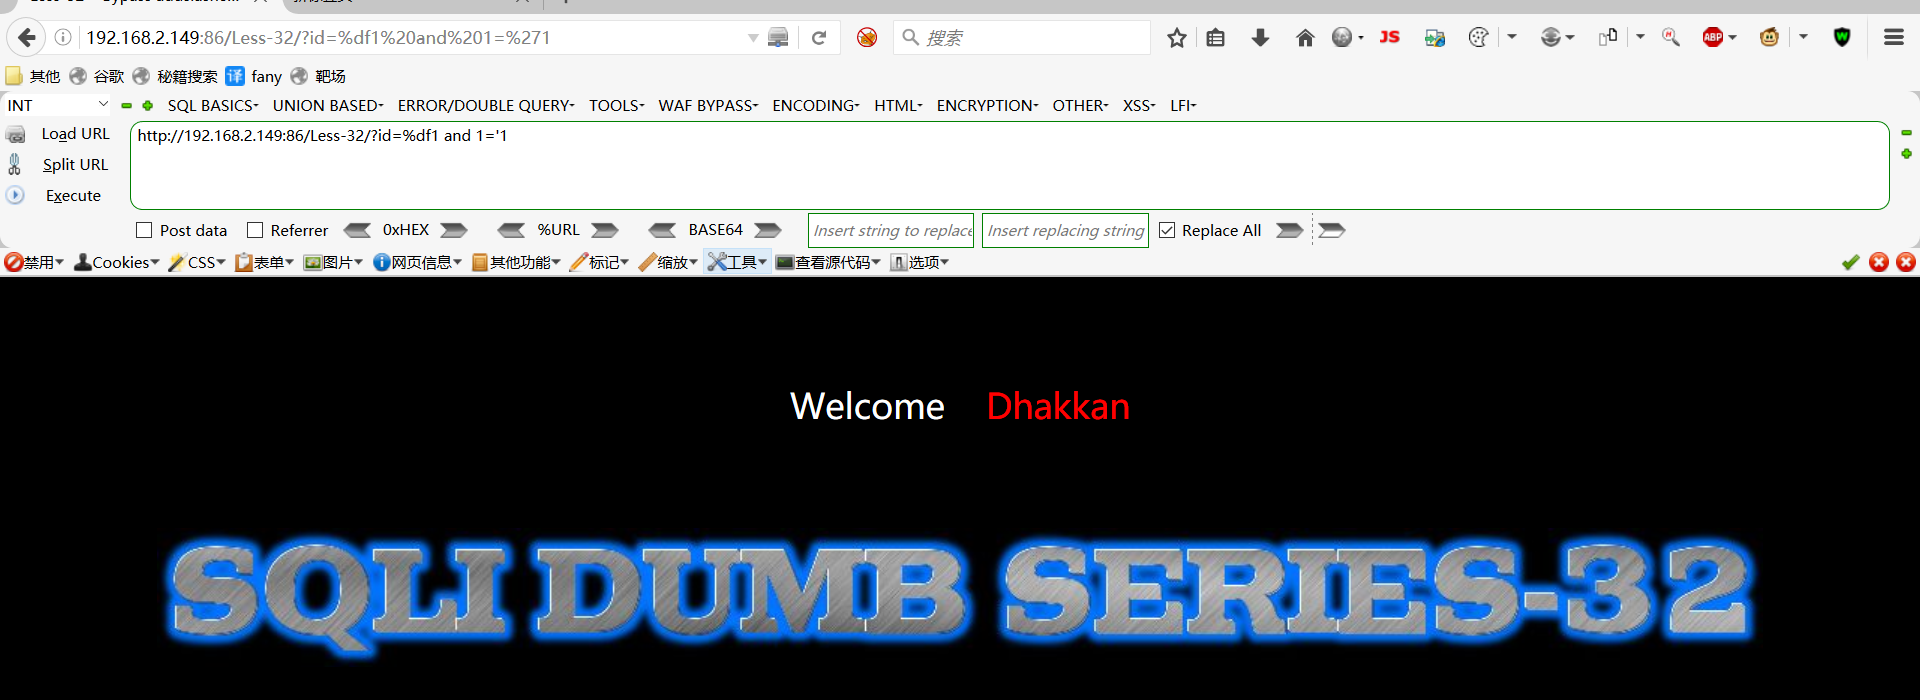 192.168.2.149:86/Less-32/?id=%df1%20and%201=%271
搜索
JS
ABP
W
其他 谷歌 秘籍搜索 译 fany 靶场
INT SQL BASICS UNION BASED ERROR/DOUBLE QUERY TOOLS WAF BYPASS ENCODING HTML ENCRYPTION OTHER XSS LFI
Load URL
http://192.168.2.149:86/Less-32/?id=%df1 and 1='1
Split URL
Execute
Post data Referrer 0xHEX %URL BASE64 Insert string to replace Insert replacing string Replace All
禁用 Cookies CSS 表单 图片 网页信息 其他功能 标记 缩放 工具 查看源代码 选项
Welcome Dhakkan
SQLI DUMB SERIES-32